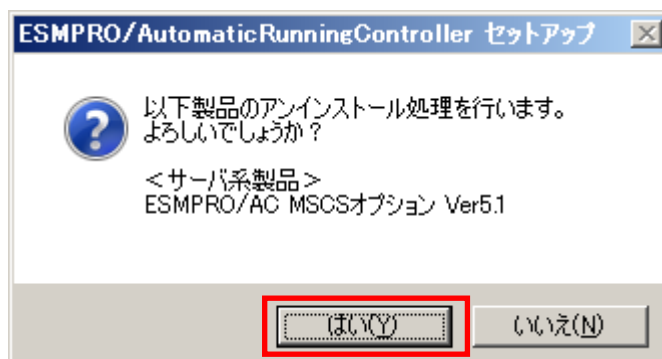 ESMPRO/AutomaticRunningController セットアップ
以下製品のアンインストール処理を行います。
よろしいでしょうか？
＜サーバ系製品＞
ESMPRO/AC MSCSオプション Ver5.1
はい(Y)
いいえ(N)